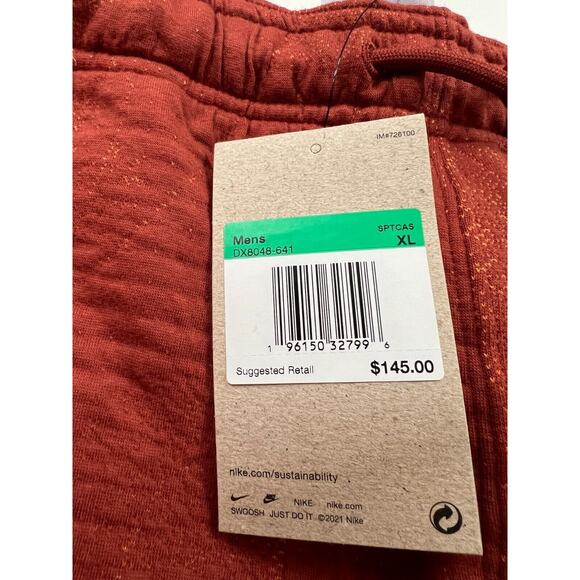 IM#726100
Mens SPTCAS
DX8048-641 XL
1 96150 32799 6
Suggested Retail $145.00
nike.com/sustainability
NIKE nike.com
SWOOSH JUST DO IT ©2021 Nike